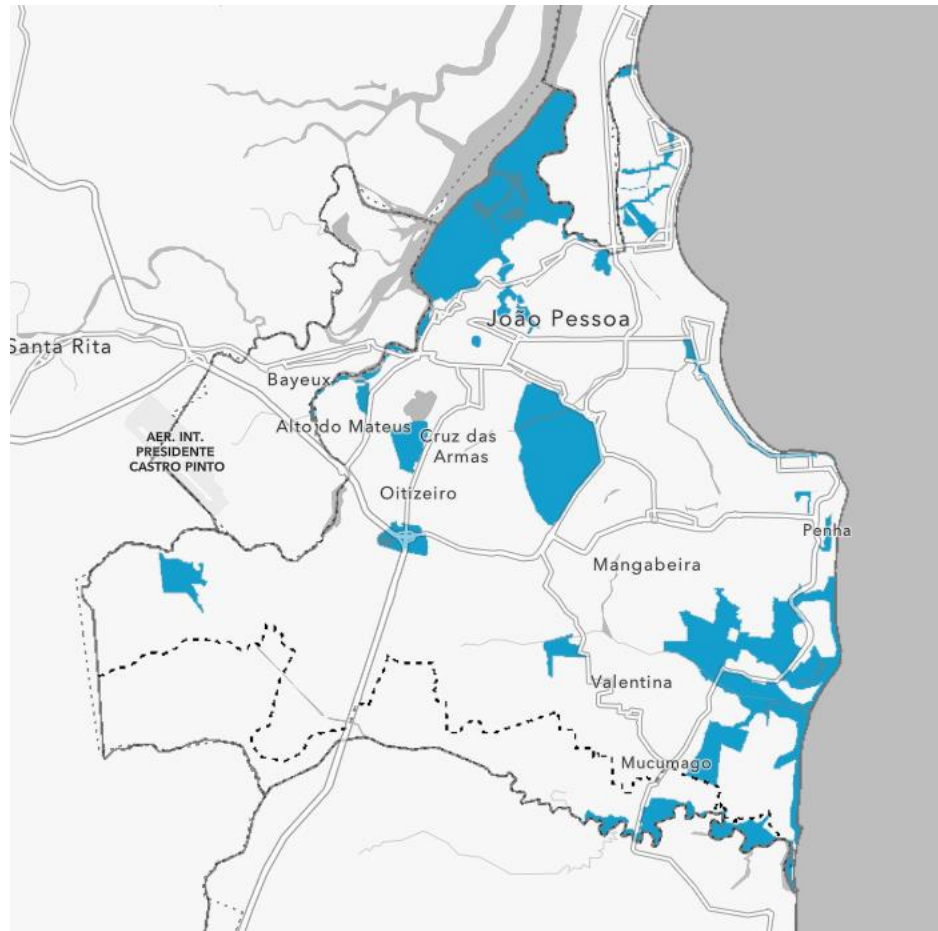 João Pessoa
Santa Rita
Bayeux
Alto do Mateus
Cruz das
Armas
AER. INT.
PRESIDENTE
CASTRO PINTO
Oitizeiro
Penha
Mangabeira
Valentina
Mucumago